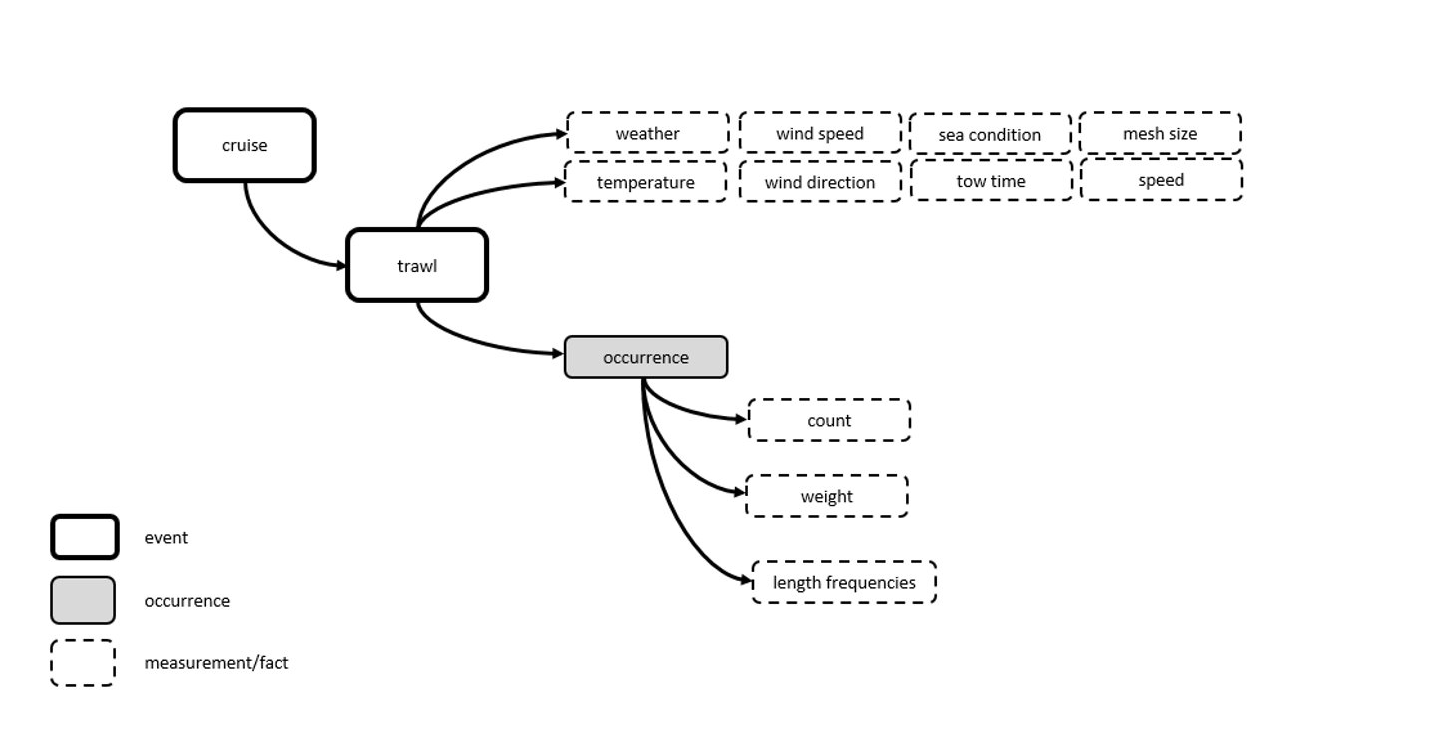 cruise
weather
wind speed
sea condition
mesh size
temperature
wind direction
tow time
speed
trawl
occurrence
count
weight
length frequencies
event
occurrence
measurement/fact